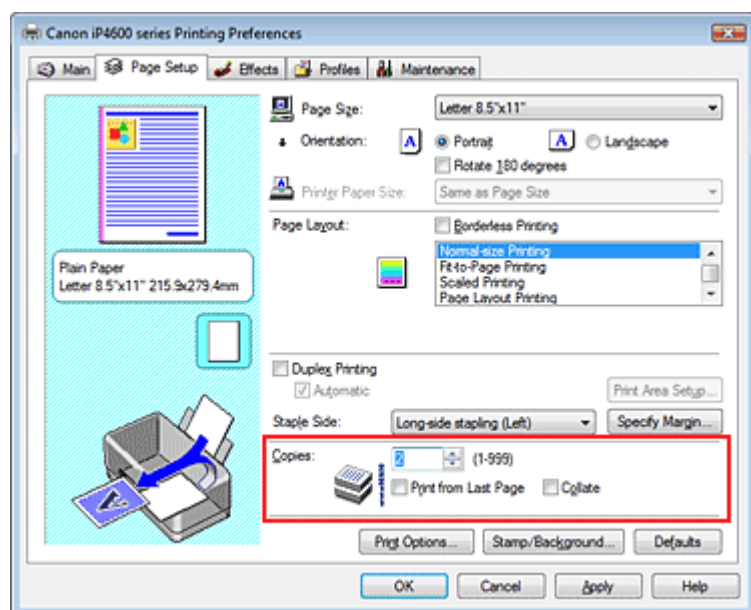 Canon iP4600 series Printing Preferences
Main Page Setup Effects Profiles Maintenance
Page Size: Letter 8.5"x11"
Orientation: A Portrait A Landscape
Rotate 180 degrees
Printer Paper Size: Same as Page Size
Page Layout: Borderless Printing
Normal-size Printing
Fit-to-Page Printing
Scaled Printing
Page Layout Printing
Plain Paper
Letter 8.5"x11" 215.9x279.4mm
Duplex Printing
Automatic Print Area Setup...
Staple Side: Long-side stapling (Left) Specify Margin...
Copies: 2 (1-999)
Print from Last Page Collate
Print Options... Stamp/Background... Defaults
OK Cancel Apply Help